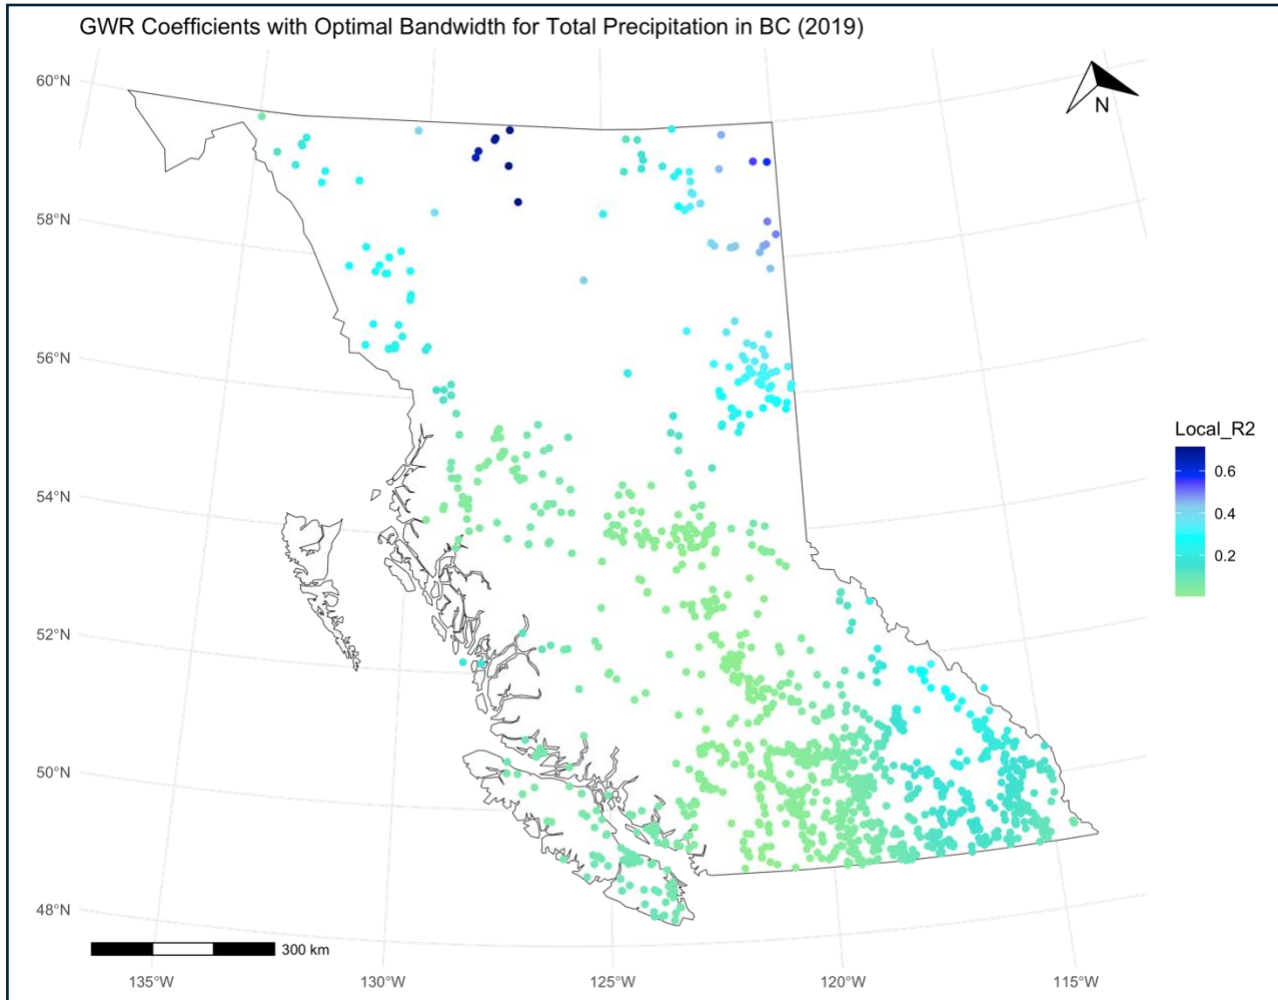 GWR Coefficients with Optimal Bandwidth for Total Precipitation in BC (2019)
N
60°N
58°N
56°N
54°N
52°N
50°N
48°N
Local_R2
0.6
0.4
0.2
300 km
135°W 130°W 125°W 120°W 115°W